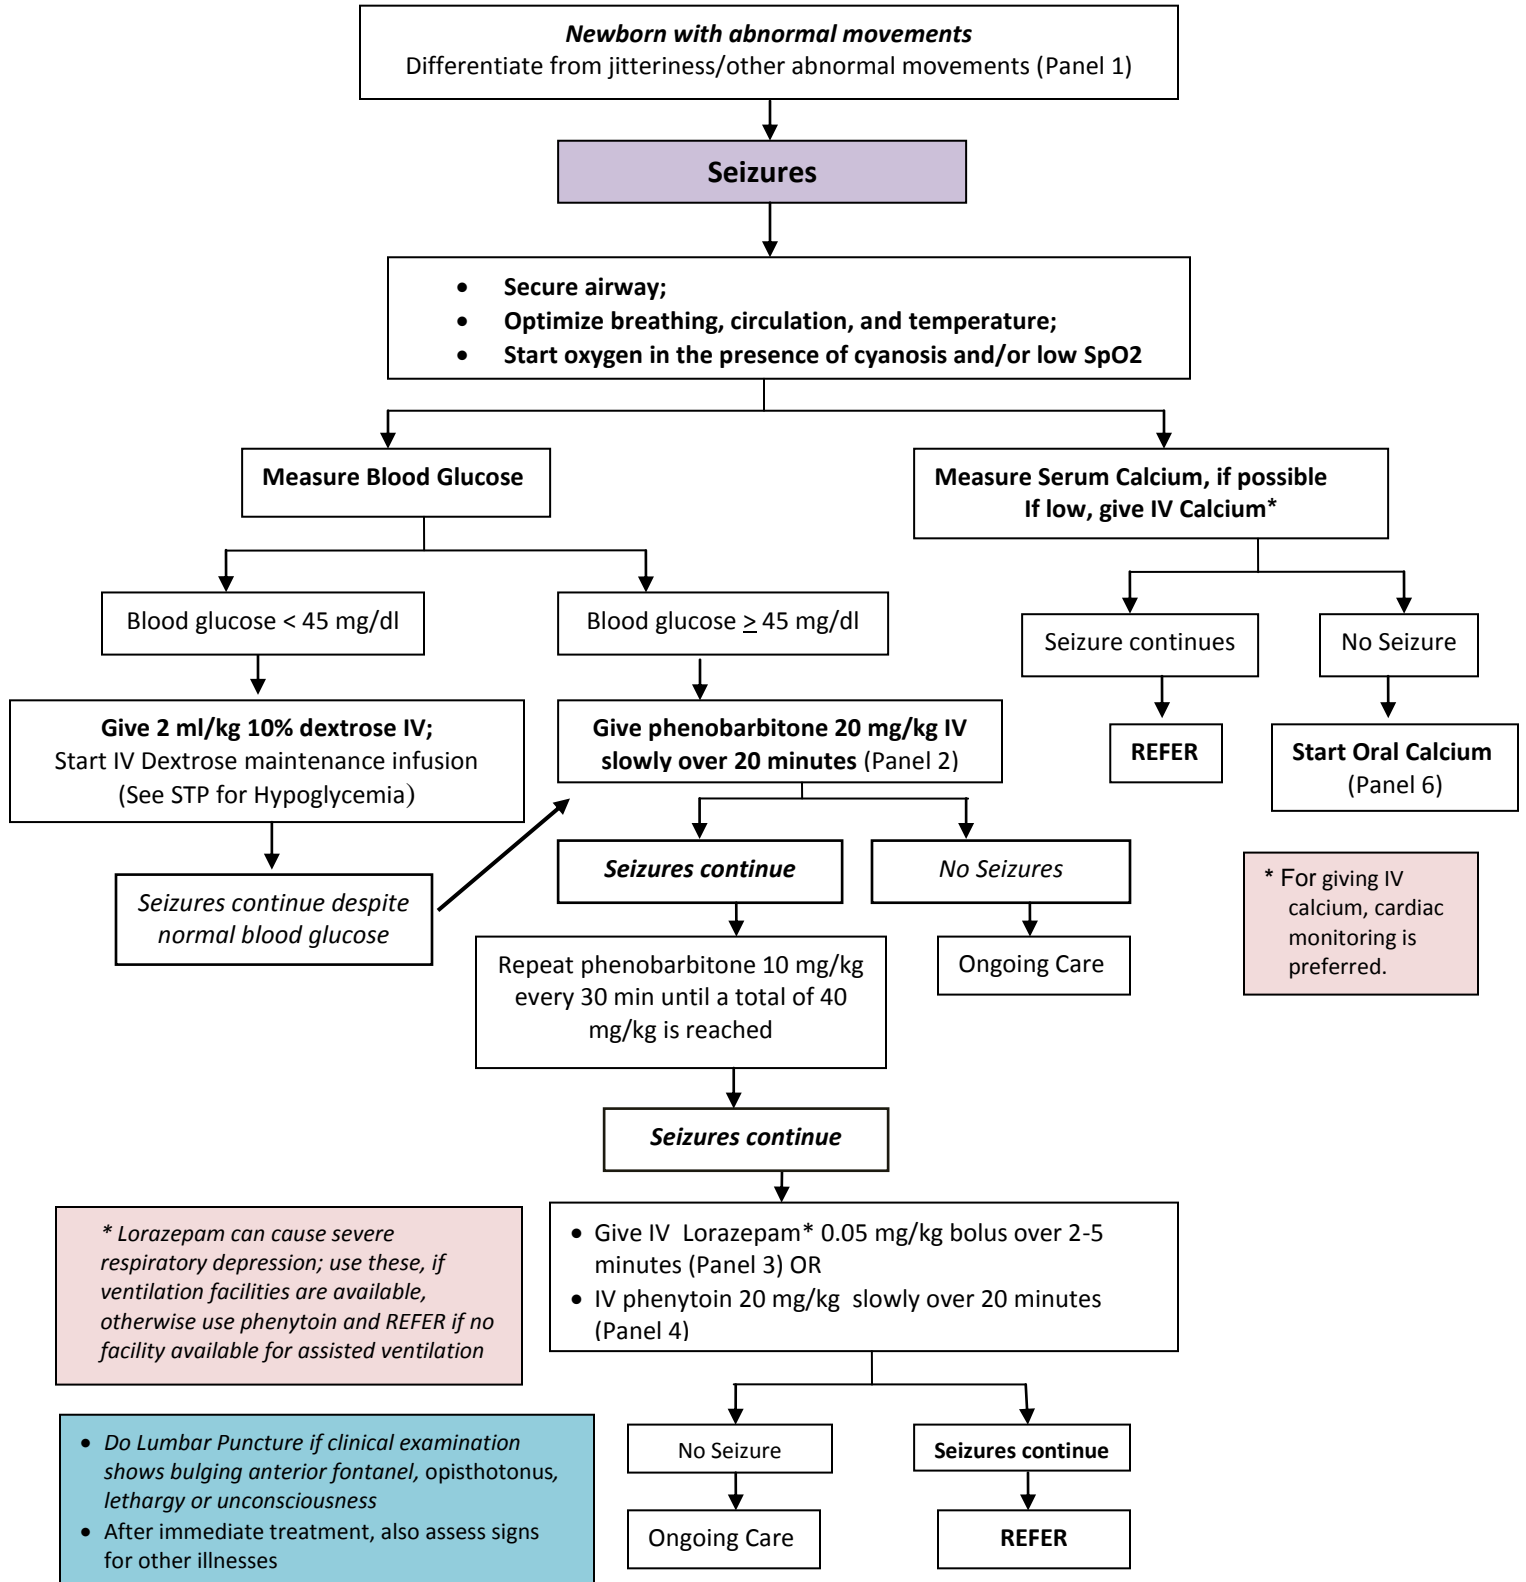 Newborn with abnormal movements
Differentiate from jitteriness/other abnormal movements (Panel 1)
Seizures
• Secure airway;
• Optimize breathing, circulation, and temperature;
• Start oxygen in the presence of cyanosis and/or low SpO2
Measure Blood Glucose
Measure Serum Calcium, if possible
If low, give IV Calcium*
Blood glucose < 45 mg/dl
Blood glucose ≥ 45 mg/dl
Seizure continues
No Seizure
Give 2 ml/kg 10% dextrose IV;
Start IV Dextrose maintenance infusion
(See STP for Hypoglycemia)
Give phenobarbitone 20 mg/kg IV
slowly over 20 minutes (Panel 2)
REFER
Start Oral Calcium
(Panel 6)
Seizures continue despite
normal blood glucose
Seizures continue
No Seizures
* For giving IV
calcium, cardiac
monitoring is
preferred.
Repeat phenobarbitone 10 mg/kg
every 30 min until a total of 40
mg/kg is reached
Ongoing Care
Seizures continue
* Lorazepam can cause severe
respiratory depression; use these, if
ventilation facilities are available,
otherwise use phenytoin and REFER if no
facility available for assisted ventilation
• Give IV Lorazepam* 0.05 mg/kg bolus over 2-5
minutes (Panel 3) OR
• IV phenytoin 20 mg/kg slowly over 20 minutes
(Panel 4)
• Do Lumbar Puncture if clinical examination
shows bulging anterior fontanel, opisthotonus,
lethargy or unconsciousness
• After immediate treatment, also assess signs
for other illnesses
No Seizure
Seizures continue
Ongoing Care
REFER